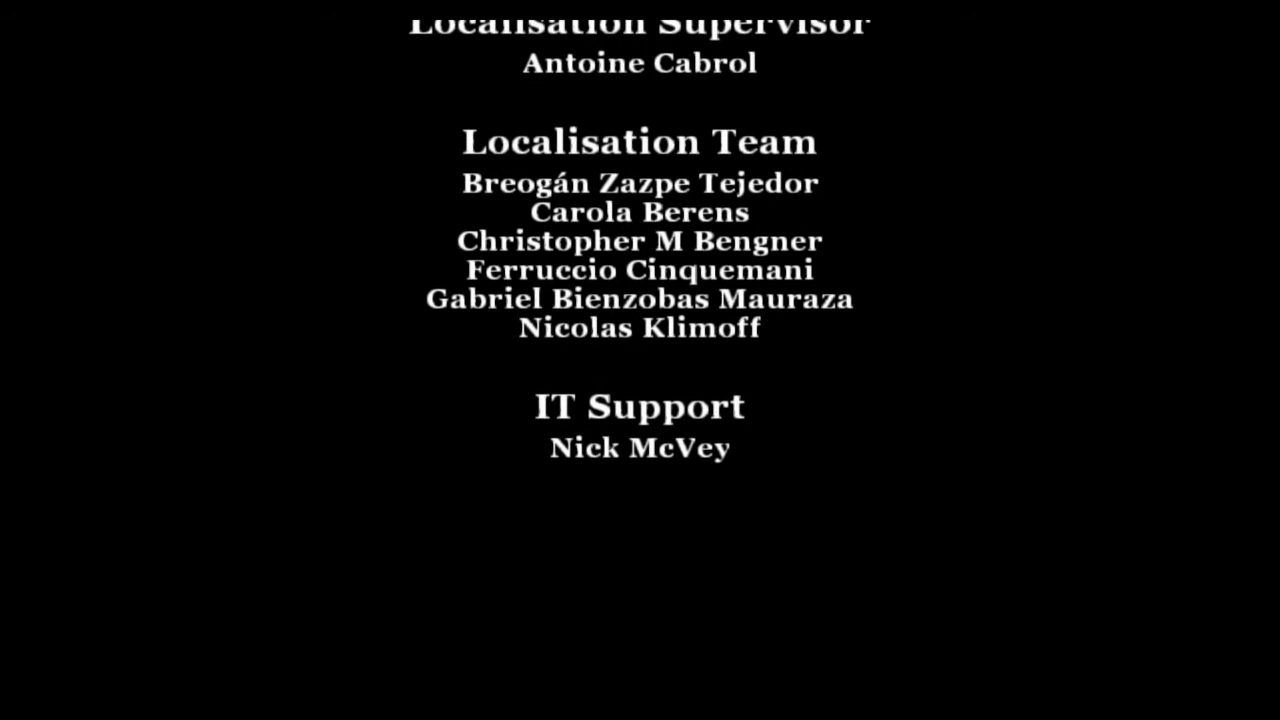 Localisation Supervisor
Antoine Cabrol
Localisation Team
Breogán Zazpe Tejedor
Carola Berens
Christopher M Bengner
Ferruccio Cinquemani
Gabriel Bienzobas Mauraza
Nicolas Klimoff
IT Support
Nick McVey